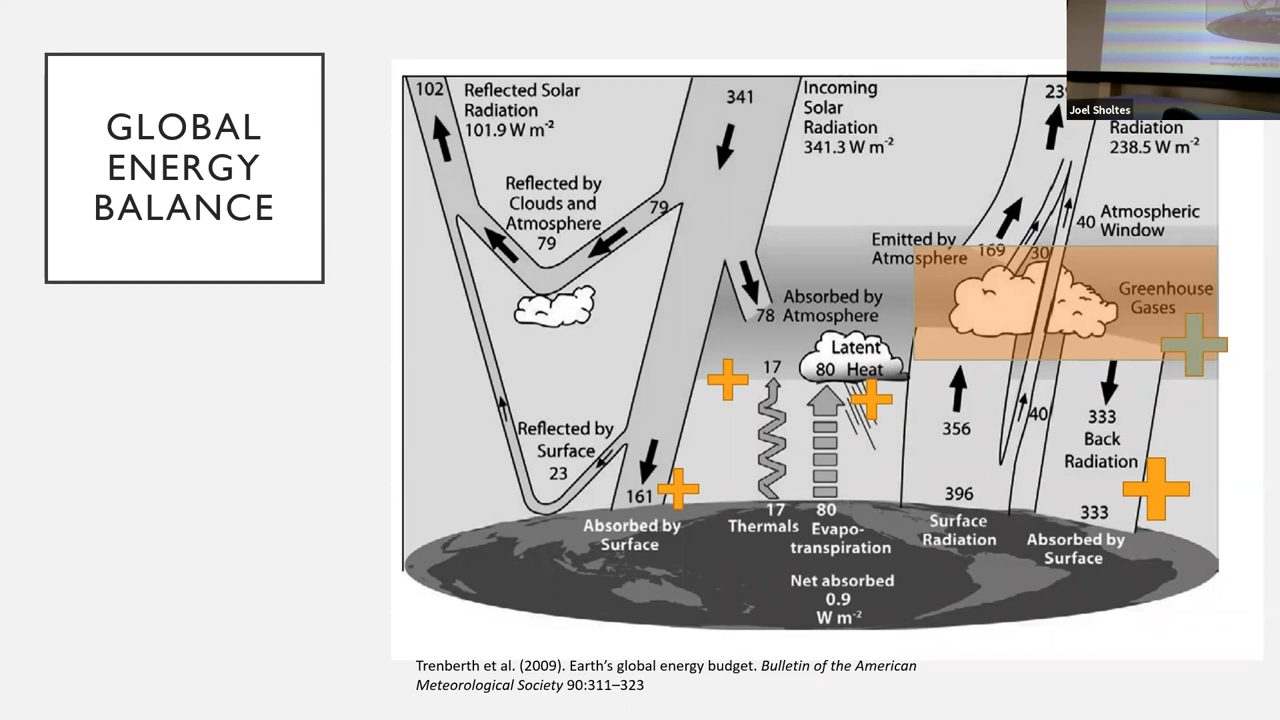 GLOBAL
ENERGY
BALANCE
102
Reflected Solar
Radiation
101.9 W m-2
341
Incoming
Solar
Radiation
341.3 W m-2
Joel Sholtes
Radiation
238.5 W m-2
Reflected by
Clouds and
Atmosphere
79
79
Emitted by
Atmosphere
169
30
40
Atmospheric
Window
Greenhouse
Gases
78
Absorbed by
Atmosphere
17
Latent
80 Heat
Reflected by
Surface
23
161
Absorbed by
Surface
17
Thermals
80
Evapo-
transpiration
356
396
Surface
Radiation
40
333
Back
Radiation
333
Absorbed by
Surface
Net absorbed
0.9
W m-2
Trenberth et al. (2009). Earth’s global energy budget. Bulletin of the American
Meteorological Society 90:311–323